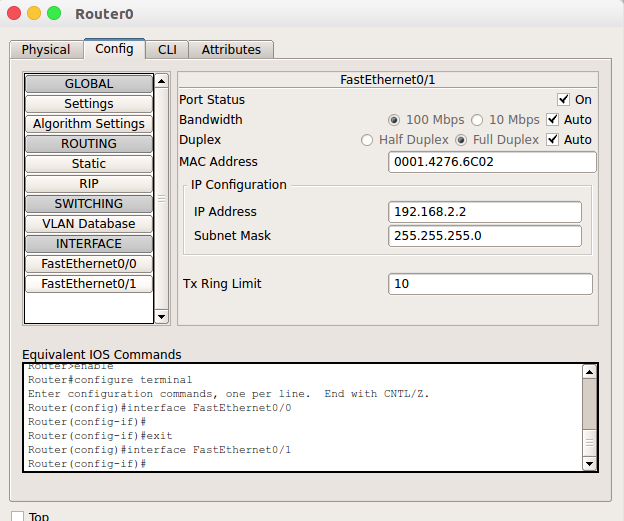 Router0
Physical Config CLI Attributes
GLOBAL
Settings
Algorithm Settings
ROUTING
Static
RIP
SWITCHING
VLAN Database
INTERFACE
FastEthernet0/0
FastEthernet0/1
FastEthernet0/1
Port Status On
Bandwidth 100 Mbps 10 Mbps Auto
Duplex Half Duplex Full Duplex Auto
MAC Address 0001.4276.6C02
IP Configuration
IP Address 192.168.2.2
Subnet Mask 255.255.255.0
Tx Ring Limit 10
Equivalent IOS Commands
Router>enable
Router#configure terminal
Enter configuration commands, one per line. End with CNTL/Z.
Router(config)#interface FastEthernet0/0
Router(config-if)#
Router(config-if)#exit
Router(config)#interface FastEthernet0/1
Router(config-if)#
Top